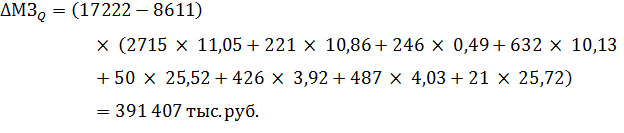 ΔМЗ_Q = (17222 − 8611)
× (2715 × 11,05 + 221 × 10,86 + 246 × 0,49 + 632 × 10,13
+ 50 × 25,52 + 426 × 3,92 + 487 × 4,03 + 21 × 25,72)
= 391 407 тыс. руб.